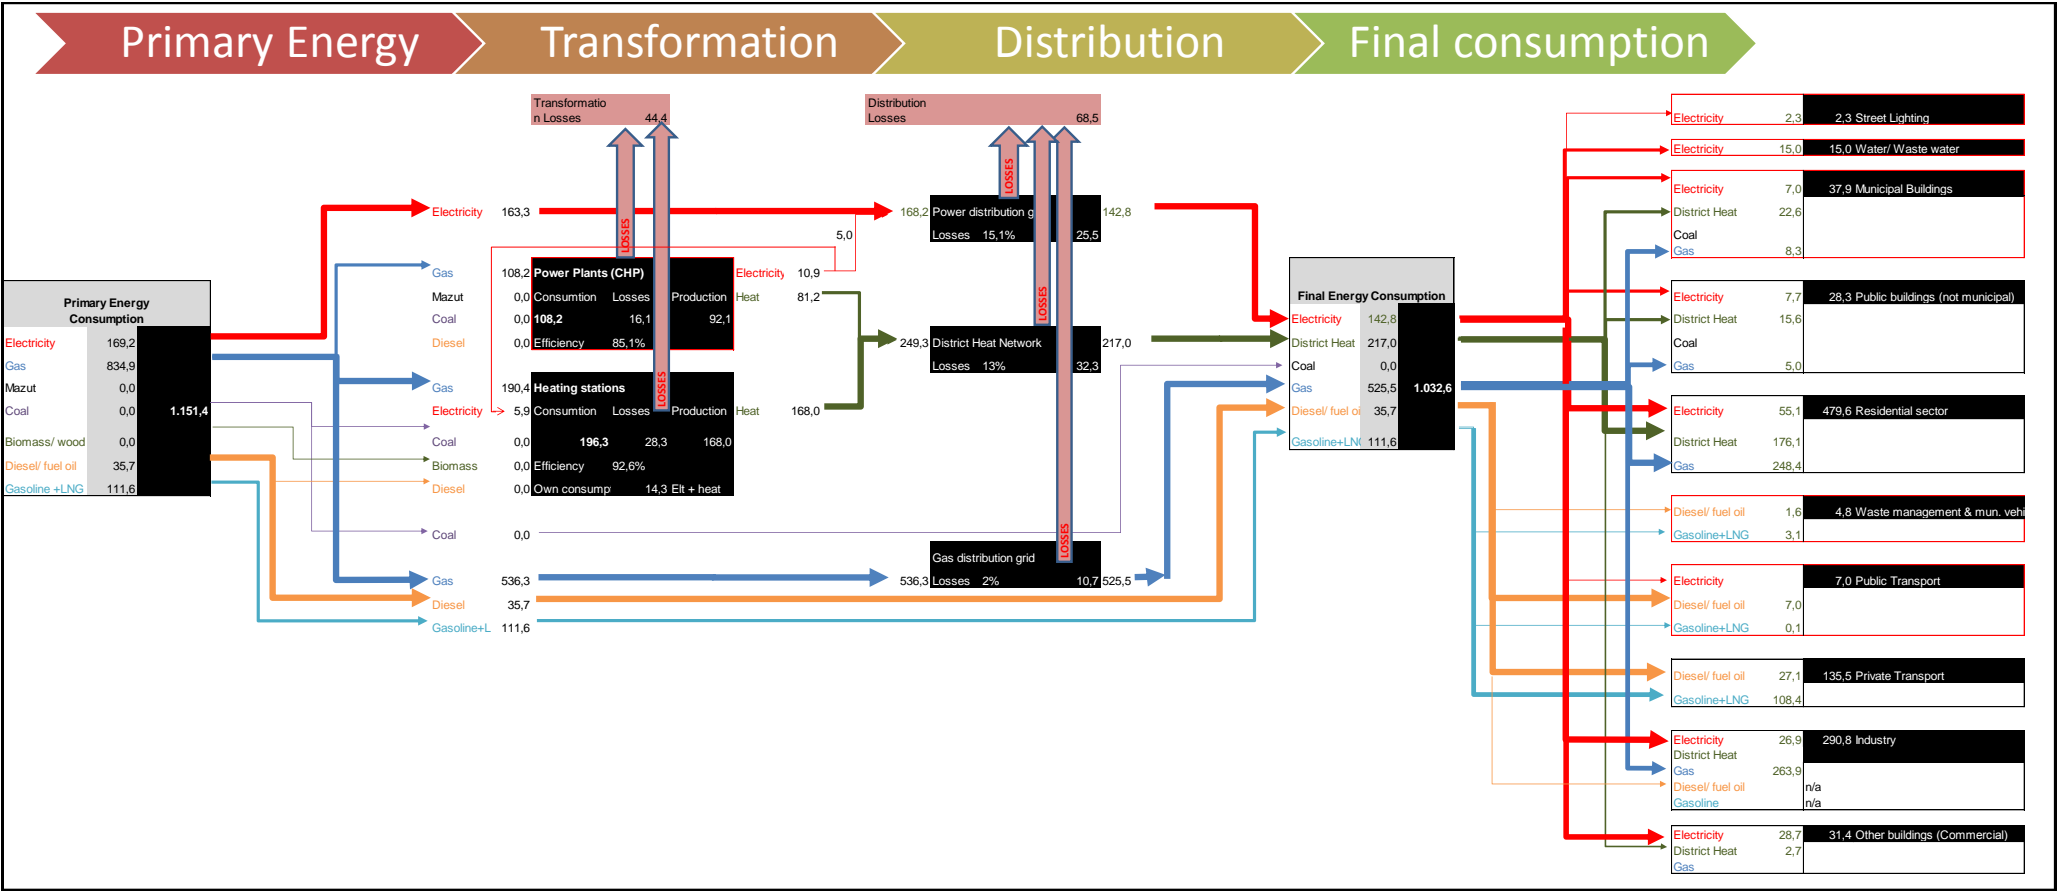 Primary Energy
Transformation
Distribution
Final consumption
Transformatio
n Losses 44,4
Distribution
Losses 68,5
LOSSES
LOSSES
LOSSES
LOSSES
LOSSES
Primary Energy
Consumption
Electricity 169,2
Gas 834,9
Mazut 0,0
Coal 0,0 1.151,4
Biomass/ wood 0,0
Diesel/ fuel oil 35,7
Gasoline +LNG 111,6
Electricity 163,3
5,0
Gas 108,2 Power Plants (CHP) Electricity 10,9
Mazut 0,0 Consumtion Losses Production Heat 81,2
Coal 0,0 108,2 16,1 92,1
Diesel 0,0 Efficiency 85,1%
Gas 190,4 Heating stations
Electricity 5,9 Consumtion Losses Production Heat 168,0
Coal 0,0 196,3 28,3 168,0
Biomass 0,0 Efficiency 92,6%
Diesel 0,0 Own consump 14,3 Elt + heat
Coal 0,0
Gas 536,3
Diesel 35,7
Gasoline+L 111,6
168,2 Power distribution g 142,8
Losses 15,1% 25,5
249,3 District Heat Network 217,0
Losses 13% 32,3
Gas distribution grid
536,3 Losses 2% 10,7 525,5
Final Energy Consumption
Electricity 142,8
District Heat 217,0
Coal 0,0
Gas 525,5 1.032,6
Diesel/ fuel oi 35,7
Gasoline+LNG 111,6
Electricity 2,3 2,3 Street Lighting
Electricity 15,0 15,0 Water/ Waste water
Electricity 7,0 37,9 Municipal Buildings
District Heat 22,6
Coal
Gas 8,3
Electricity 7,7 28,3 Public buildings (not municipal)
District Heat 15,6
Coal
Gas 5,0
Electricity 55,1 479,6 Residential sector
District Heat 176,1
Gas 248,4
Diesel/ fuel oil 1,6 4,8 Waste management & mun. vehi
Gasoline+LNG 3,1
Electricity 7,0 Public Transport
Diesel/ fuel oil 7,0
Gasoline+LNG 0,1
Diesel/ fuel oil 27,1 135,5 Private Transport
Gasoline+LNG 108,4
Electricity 26,9 290,8 Industry
District Heat
Gas 263,9
Diesel/ fuel oil n/a
Gasoline n/a
Electricity 28,7 31,4 Other buildings (Commercial)
District Heat 2,7
Gas